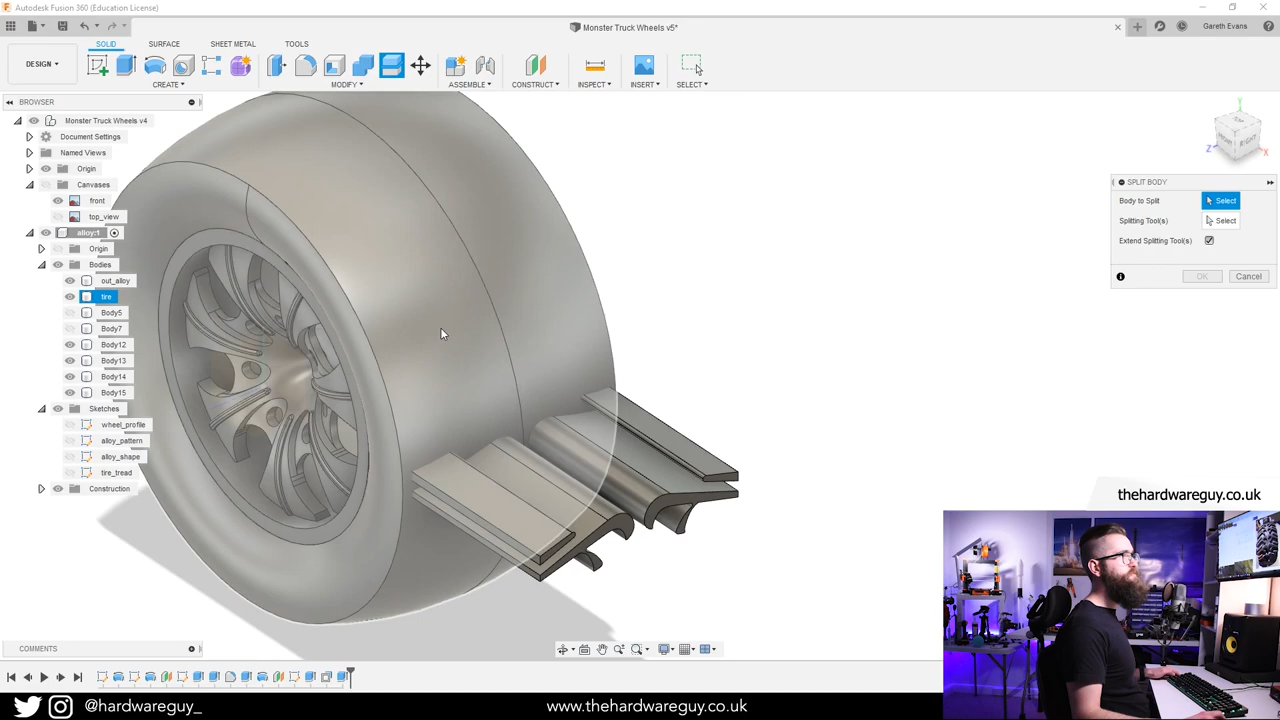 Autodesk Fusion 360 (Education License)
Monster Truck Wheels v5*
Gareth Evans
DESIGN
SOLID SURFACE SHEET METAL TOOLS
CREATE MODIFY ASSEMBLE CONSTRUCT INSPECT INSERT SELECT
BROWSER
Monster Truck Wheels v4
Document Settings
Named Views
Origin
Canvases
front
top_view
alloy:1
Origin
Bodies
out_alloy
tire
Body5
Body7
Body12
Body13
Body14
Body15
Sketches
wheel_profile
alloy_pattern
alloy_shape
tire_tread
Construction
RIGHT
Y
Z
X
SPLIT BODY
Body to Split Select
Splitting Tool(s) Select
Extend Splitting Tool(s)
OK Cancel
thehardwareguy.co.uk
COMMENTS
@hardwareguy_
www.thehardwareguy.co.uk